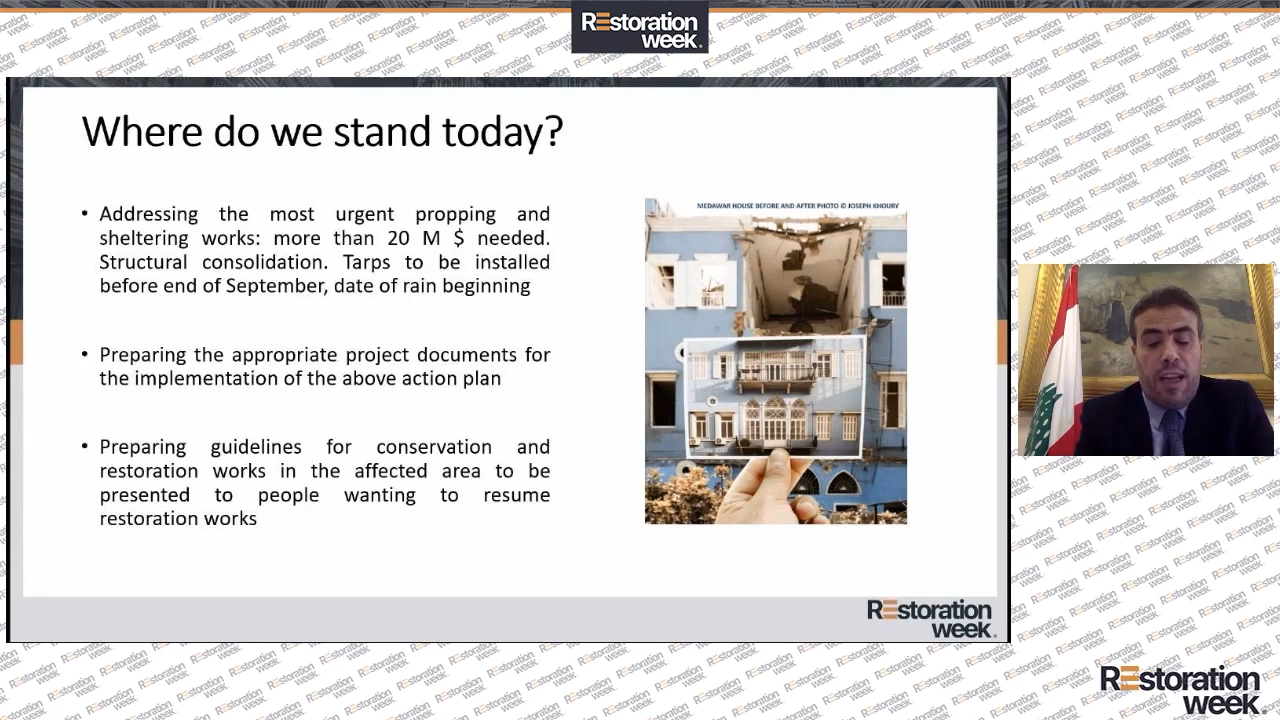 REstoration
week.
Where do we stand today?
• Addressing the most urgent propping and
sheltering works: more than 20 M $ needed.
Structural consolidation. Tarps to be installed
before end of September, date of rain beginning
• Preparing the appropriate project documents for
the implementation of the above action plan
• Preparing guidelines for conservation and
restoration works in the affected area to be
presented to people wanting to resume
restoration works
MEDAWAR HOUSE BEFORE AND AFTER PHOTO © JOSEPH KHOURY
REstoration
week.
REstoration
week.